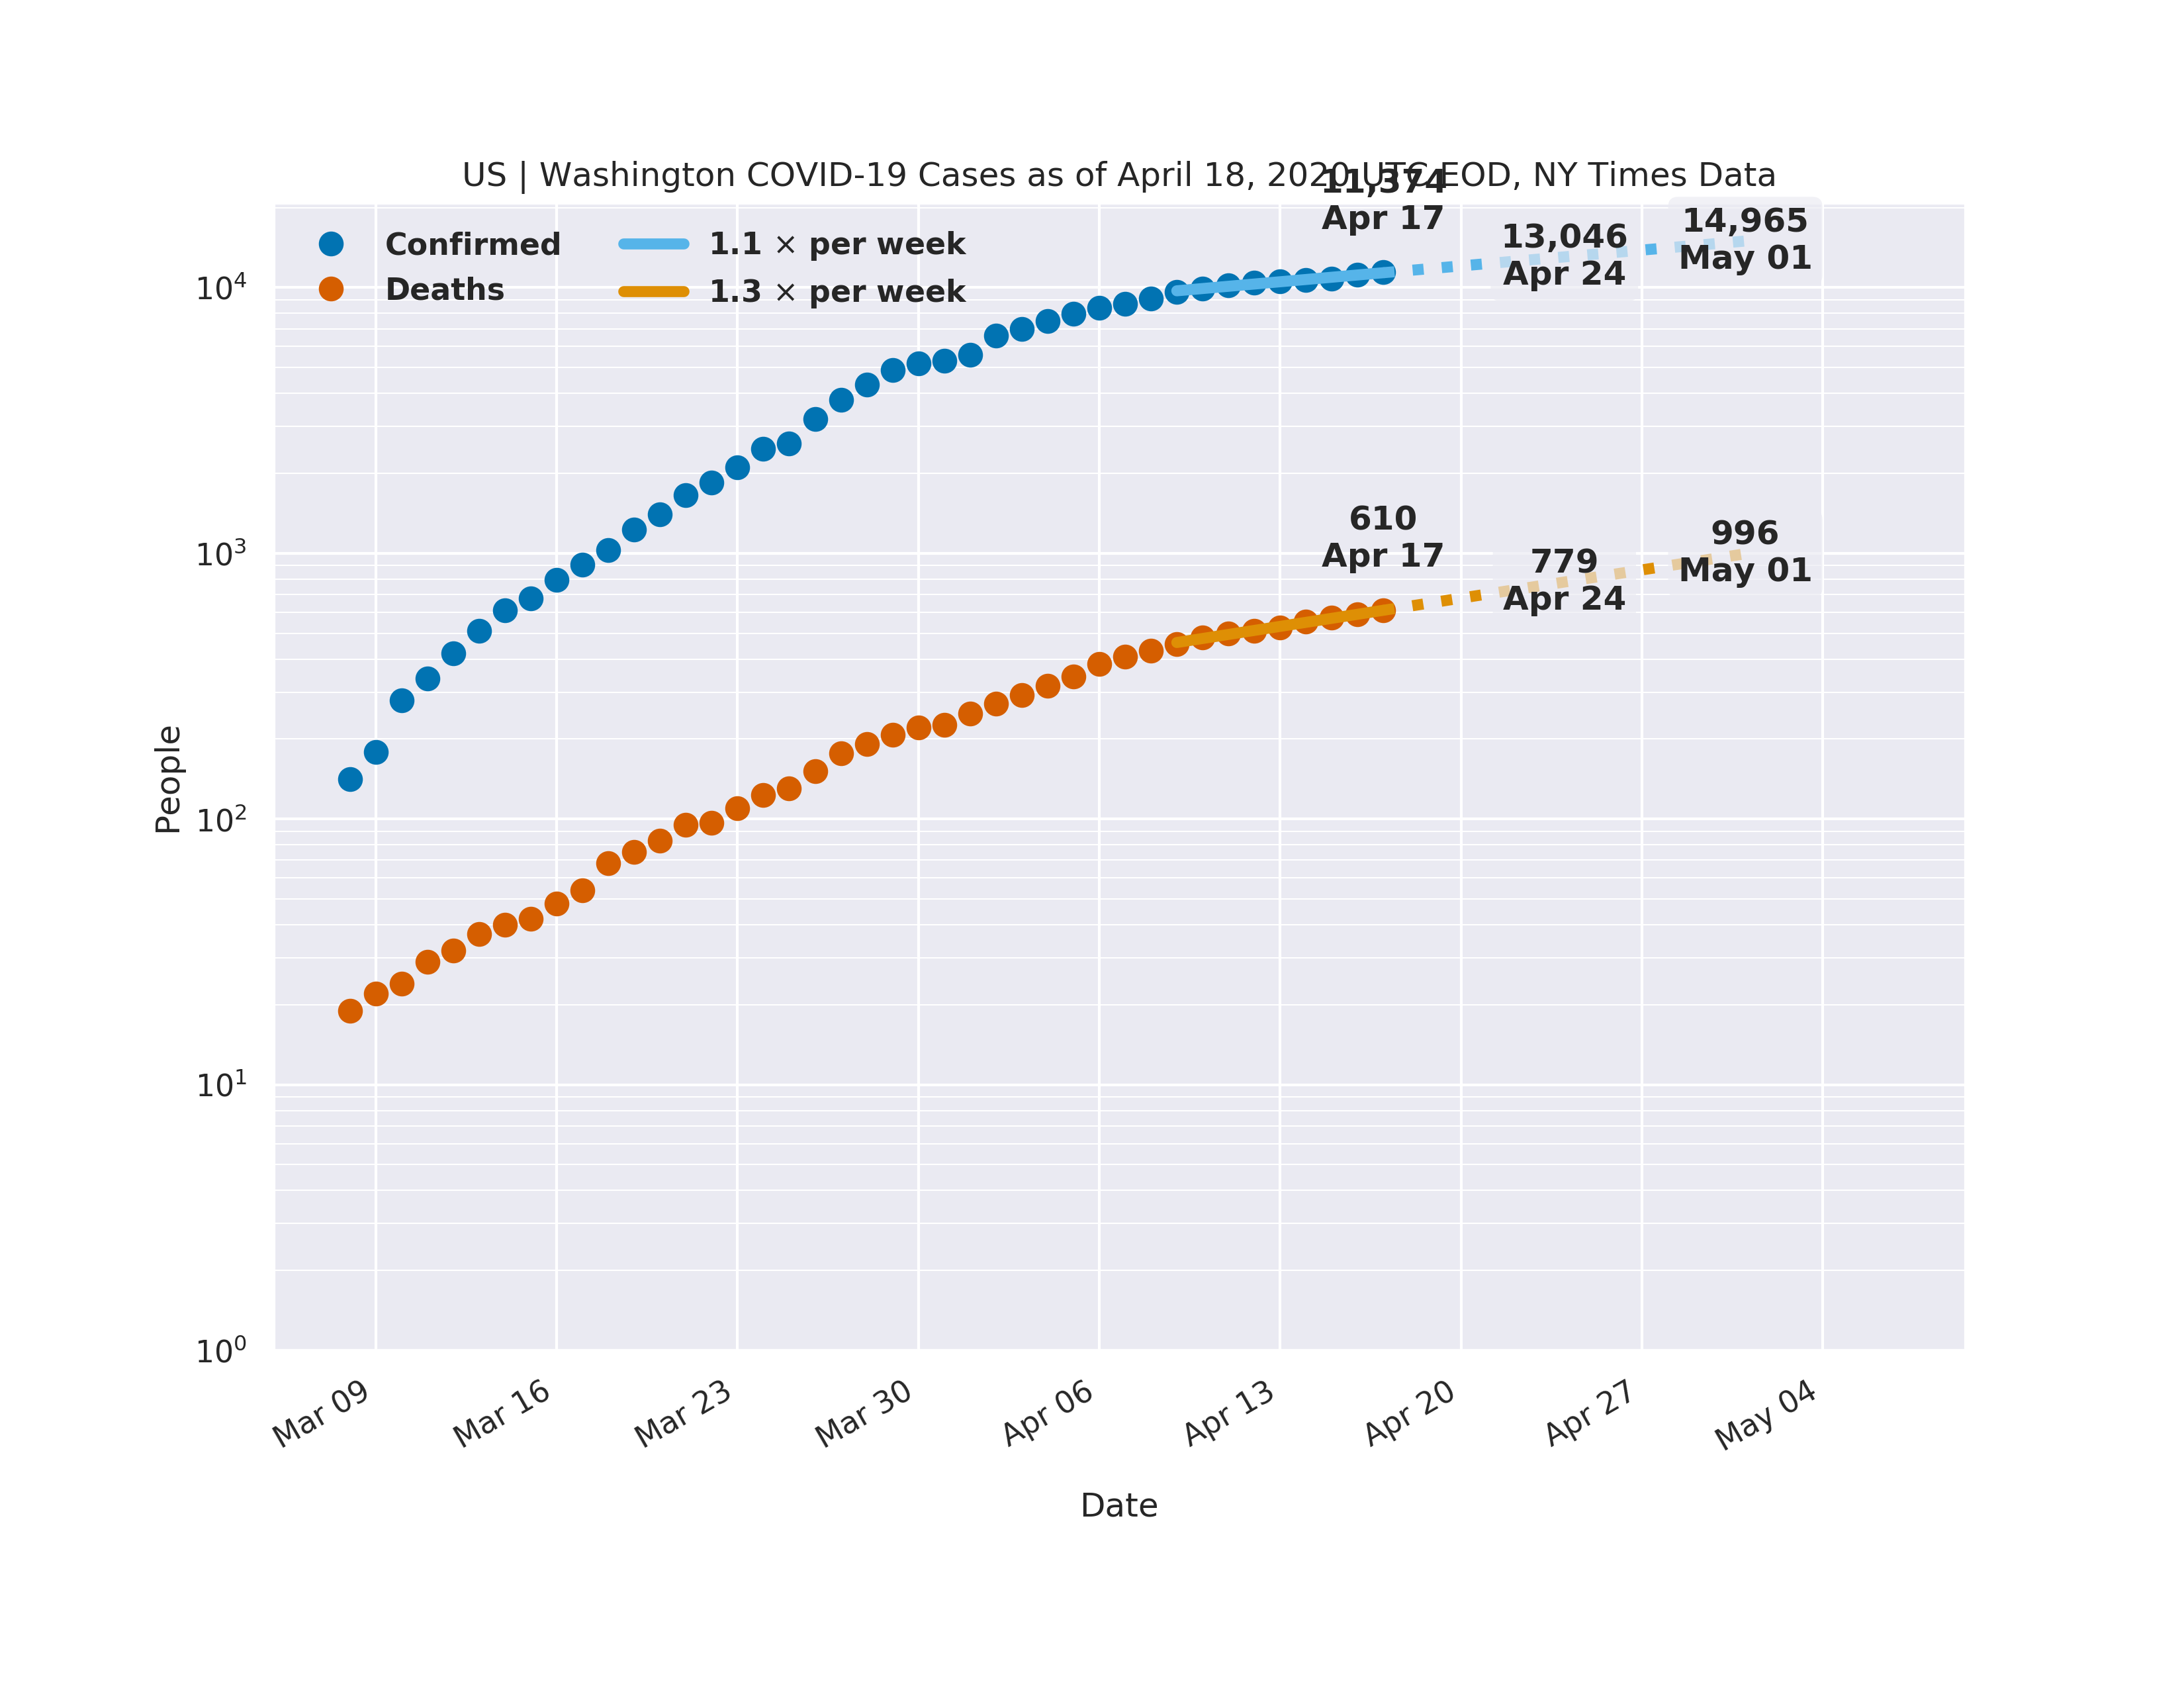 US | Washington COVID-19 Cases as of April 18, 2020 UTC EOD, NY Times Data
11,374
Apr 17
13,046
Apr 24
14,965
May 01
Confirmed
Deaths
1.1 × per week
1.3 × per week
610
Apr 17
779
Apr 24
996
May 01
People
10⁴
10³
10²
10¹
10⁰
Mar 09
Mar 16
Mar 23
Mar 30
Apr 06
Apr 13
Apr 20
Apr 27
May 04
Date